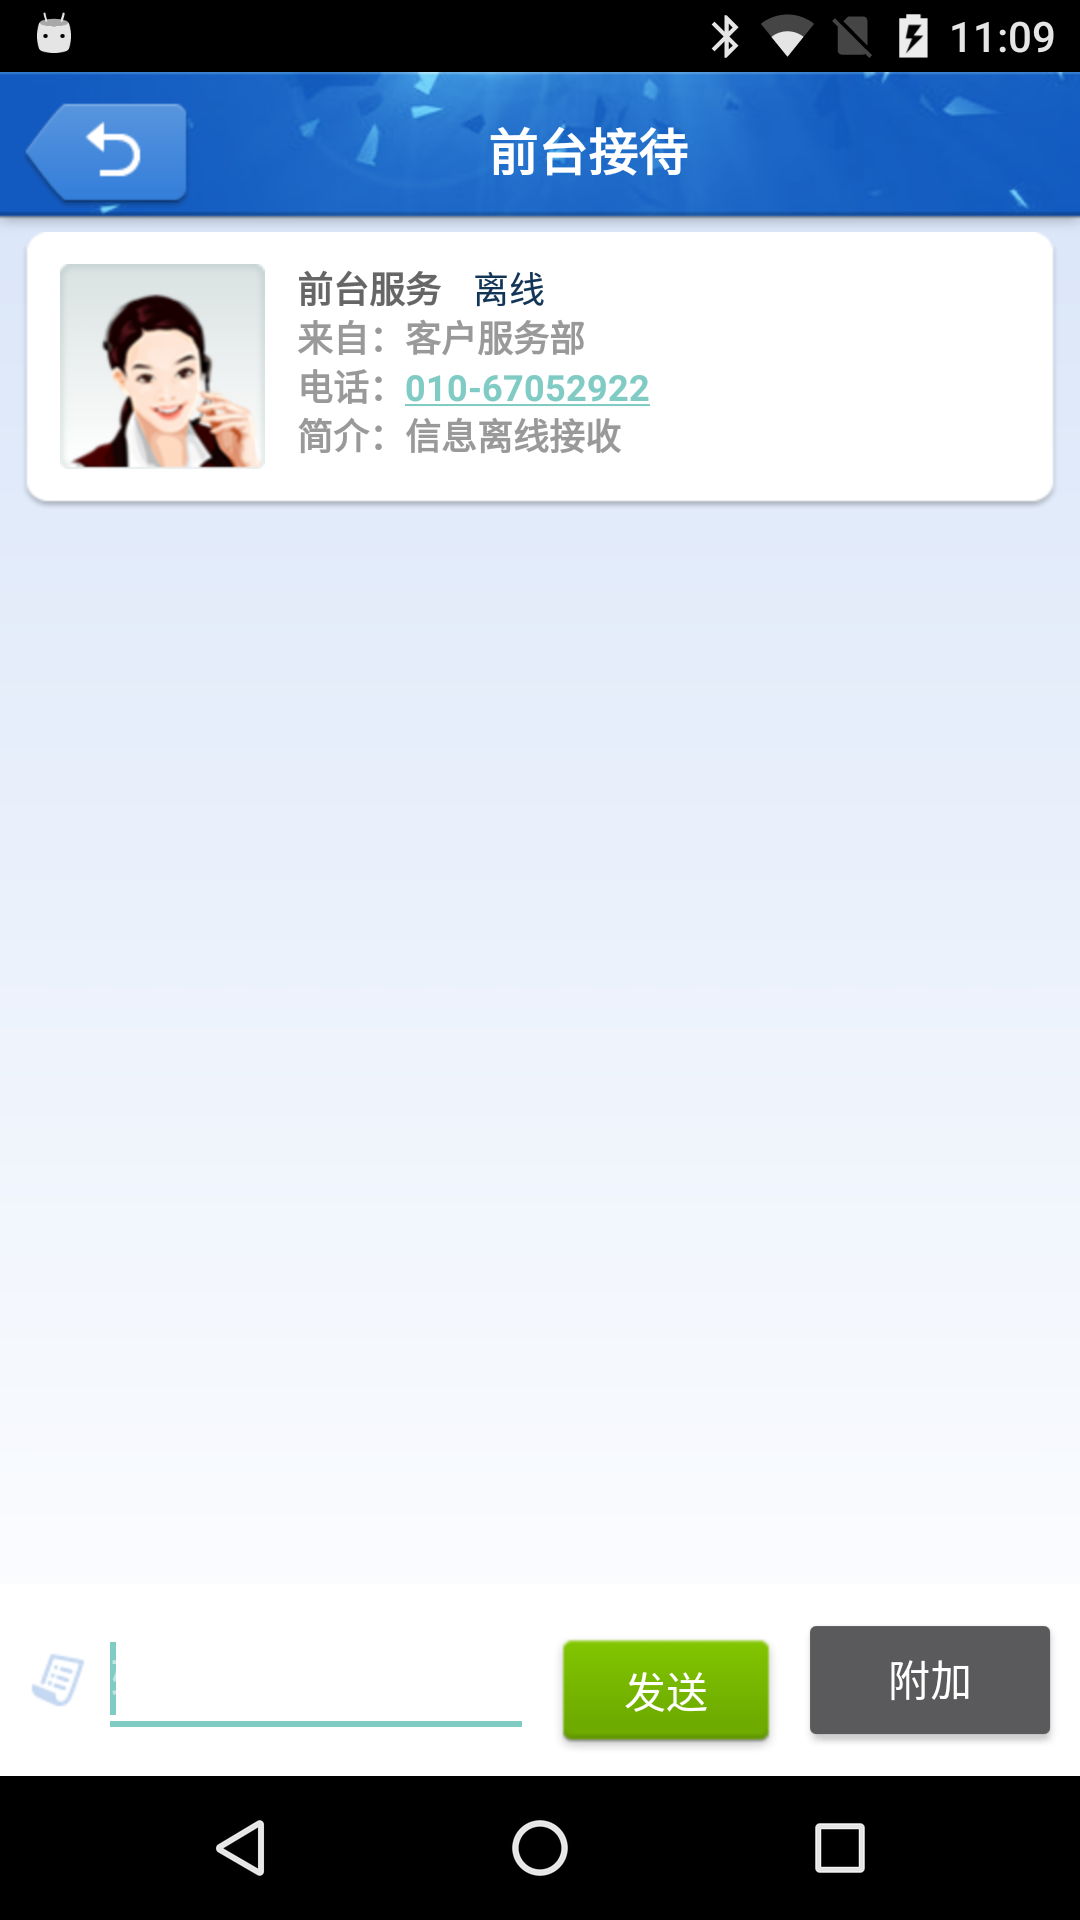 11:09
前台接待
前台服务 离线
来自：客户服务部
电话：010-67052922
简介：信息离线接收
发送
附加